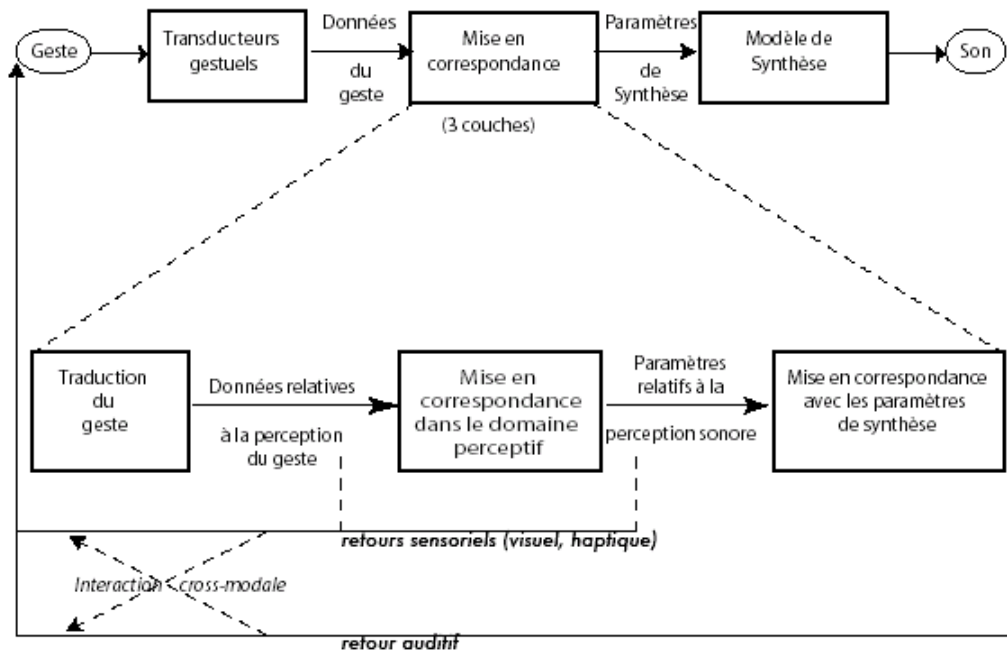 Geste
Transducteurs
gestuels
Données
du
geste
Mise en
correspondance
(3 couches)
Paramètres
de
Synthèse
Modèle de
Synthèse
Son
Traduction
du
geste
Données relatives
à la perception
du geste
Mise en
correspondance
dans le domaine
perceptif
Paramètres
relatifs à la
perception sonore
Mise en correspondance
avec les paramètres
de synthèse
retours sensoriels (visuel, haptique)
Interaction cross-modale
retour auditif